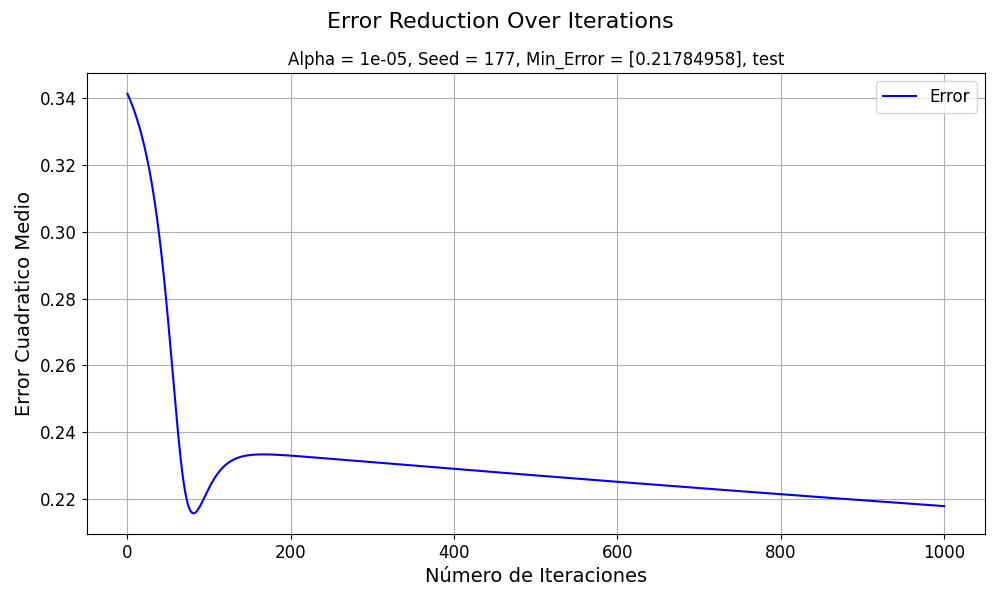 Error Reduction Over Iterations
Alpha = 1e-05, Seed = 177, Min_Error = [0.21784958], test
Error
0.34
0.32
0.30
0.28
0.26
0.24
0.22
Error Cuadratico Medio
0 200 400 600 800 1000
Número de Iteraciones